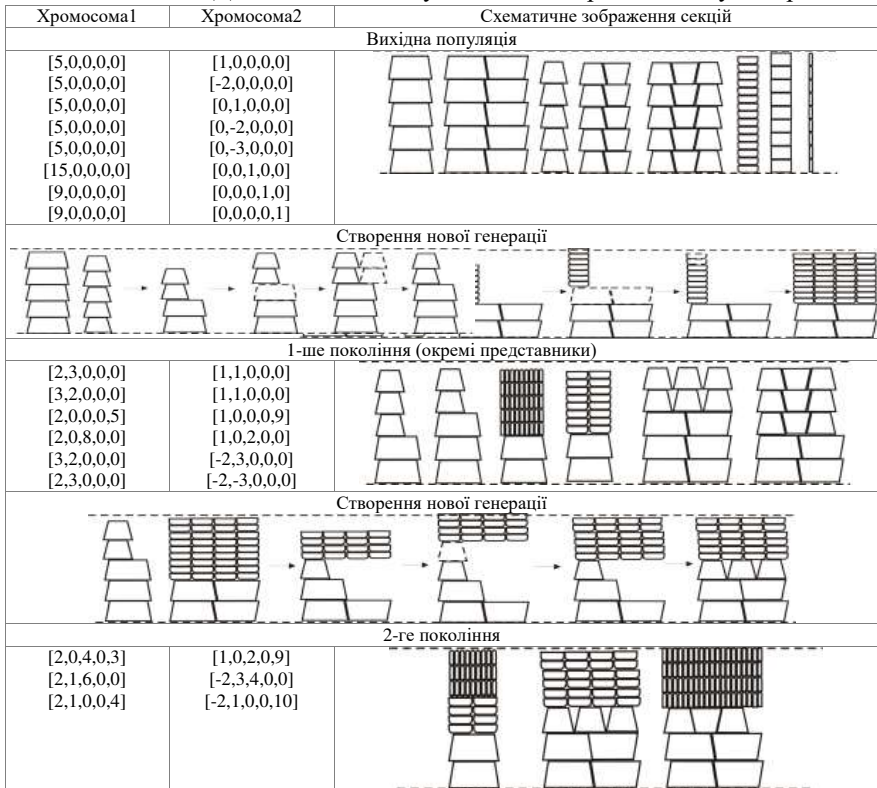 Хромосома1 Хромосома2 Схематичне зображення секцій
Вихідна популяція
[5,0,0,0,0] [1,0,0,0,0]
[5,0,0,0,0] [-2,0,0,0,0]
[5,0,0,0,0] [0,1,0,0,0]
[5,0,0,0,0] [0,-2,0,0,0]
[5,0,0,0,0] [0,-3,0,0,0]
[15,0,0,0,0] [0,0,1,0,0]
[9,0,0,0,0] [0,0,0,1,0]
[9,0,0,0,0] [0,0,0,0,1]
Створення нової генерації
1-ше покоління (окремі представники)
[2,3,0,0,0] [1,1,0,0,0]
[3,2,0,0,0] [1,1,0,0,0]
[2,0,0,0,5] [1,0,0,0,9]
[2,0,8,0,0] [1,0,2,0,0]
[3,2,0,0,0] [-2,3,0,0,0]
[2,3,0,0,0] [-2,-3,0,0,0]
Створення нової генерації
2-ге покоління
[2,0,4,0,3] [1,0,2,0,9]
[2,1,6,0,0] [-2,3,4,0,0]
[2,1,0,0,4] [-2,1,0,0,10]